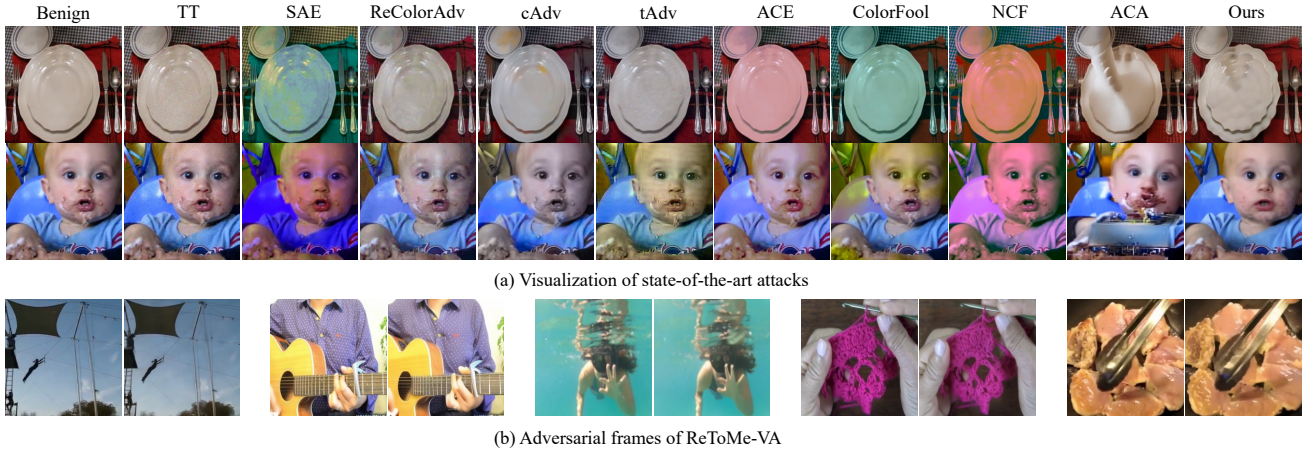 Benign TT SAE ReColorAdv cAdv tAdv ACE ColorFool NCF ACA Ours
(a) Visualization of state-of-the-art attacks
(b) Adversarial frames of ReToMe-VA